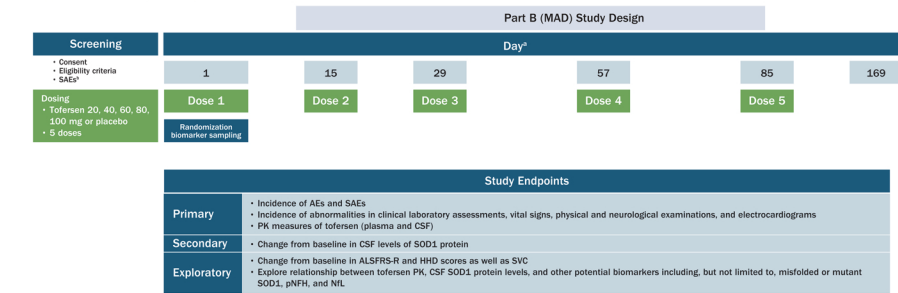 Part B (MAD) Study Design
Screening
Dayᵃ
• Consent
• Eligibility criteria
• SAEsᵃ
1
15
29
57
85
169
Dosing
• Tofersen 20, 40, 60, 80,
100 mg or placebo
• 5 doses
Dose 1
Dose 2
Dose 3
Dose 4
Dose 5
Randomization
biomarker sampling
Study Endpoints
Primary
• Incidence of AEs and SAEs
• Incidence of abnormalities in clinical laboratory assessments, vital signs, physical and neurological examinations, and electrocardiograms
• PK measures of tofersen (plasma and CSF)
Secondary
• Change from baseline in CSF levels of SOD1 protein
Exploratory
• Change from baseline in ALSFRS-R and HHD scores as well as SVC
• Explore relationship between tofersen PK, CSF SOD1 protein levels, and other potential biomarkers including, but not limited to, misfolded or mutant
SOD1, pNFH, and NfL